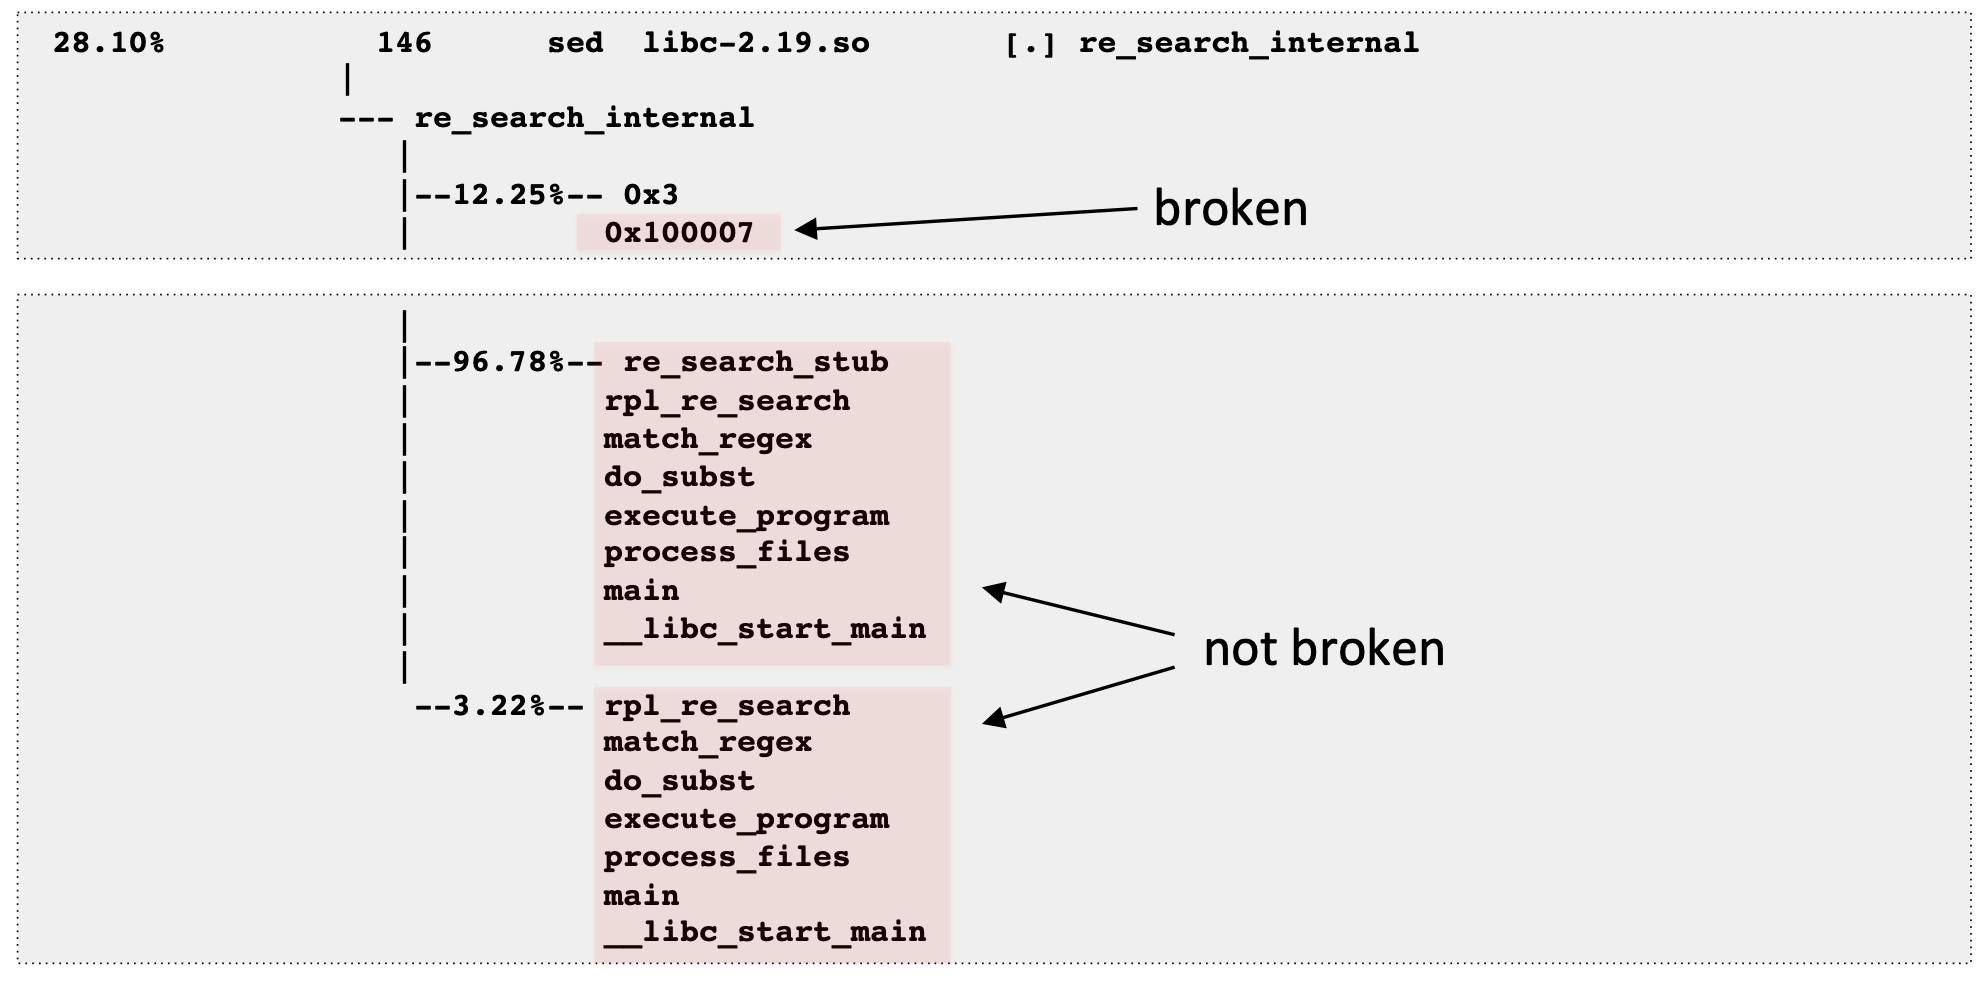 28.10% 146 sed libc-2.19.so [.] re_search_internal
|
--- re_search_internal
|
|--12.25%-- 0x3
| 0x100007
broken
|
|--96.78%-- re_search_stub
| rpl_re_search
| match_regex
| do_subst
| execute_program
| process_files
| main
| __libc_start_main
|
not broken
--3.22%-- rpl_re_search
match_regex
do_subst
execute_program
process_files
main
__libc_start_main